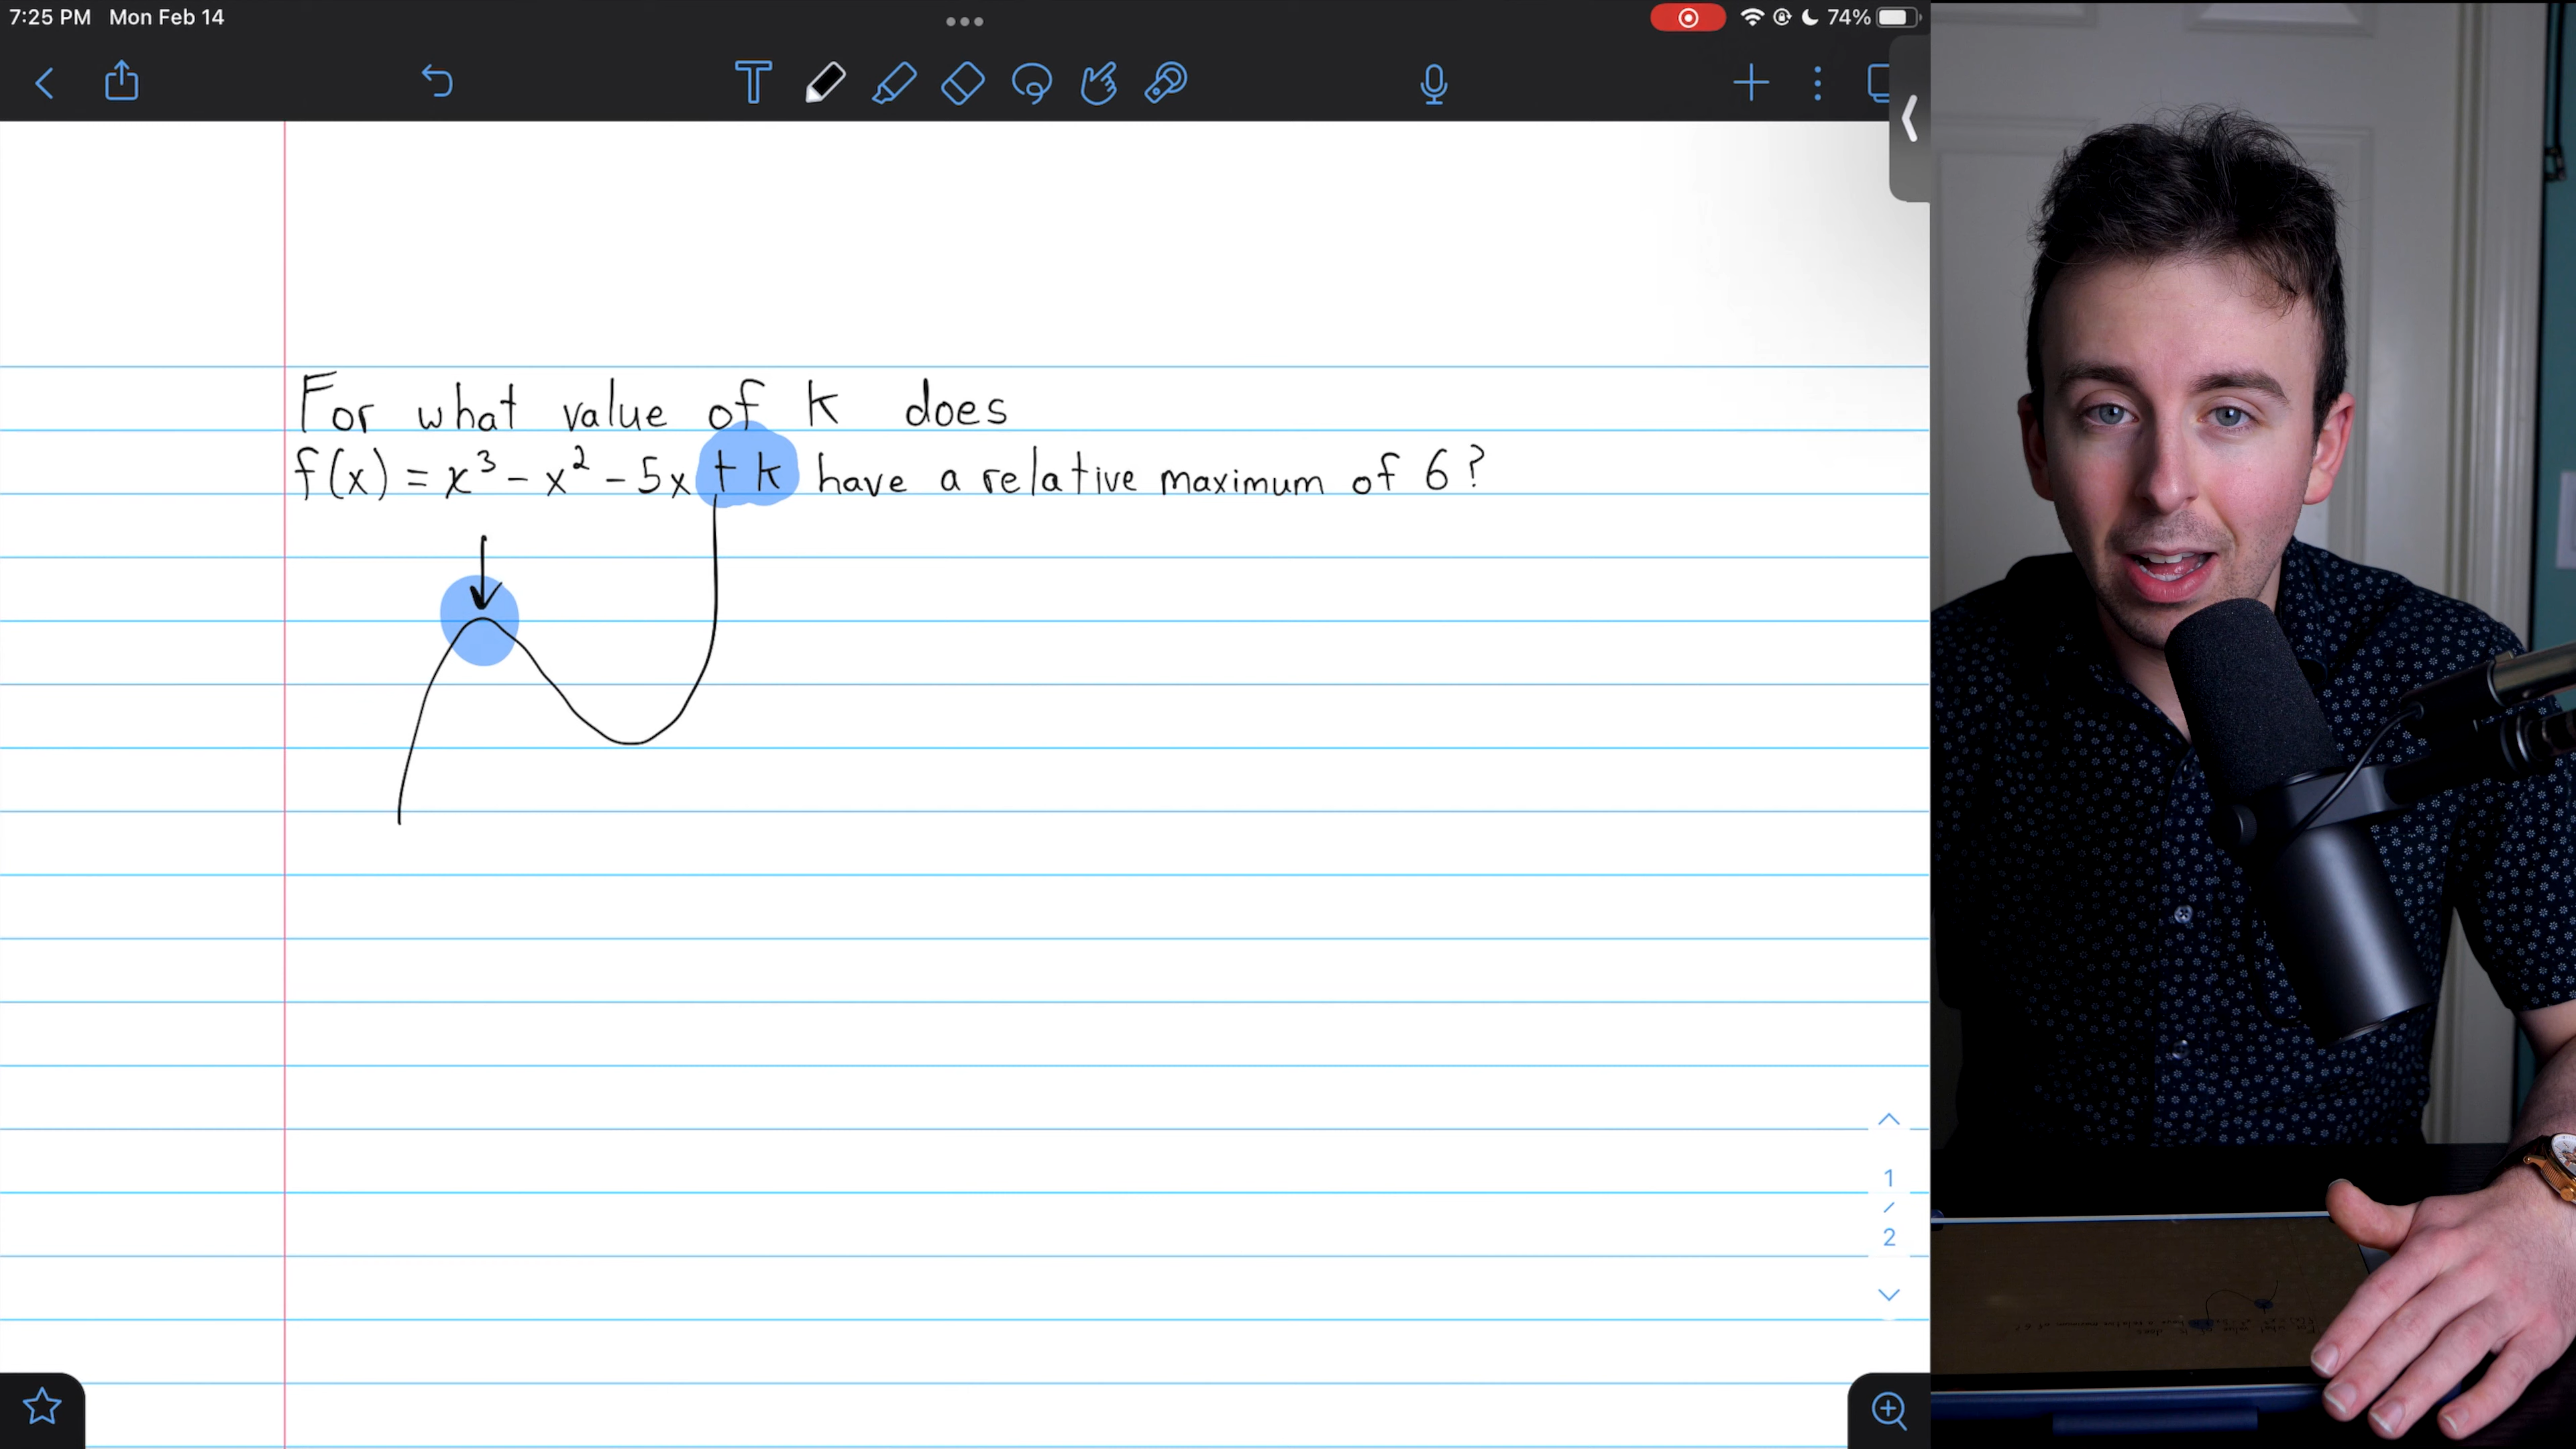 7:25 PM Mon Feb 14
74%
T
For what value of k does
f(x) = x³ - x² - 5x + k have a relative maximum of 6?
1
/
2